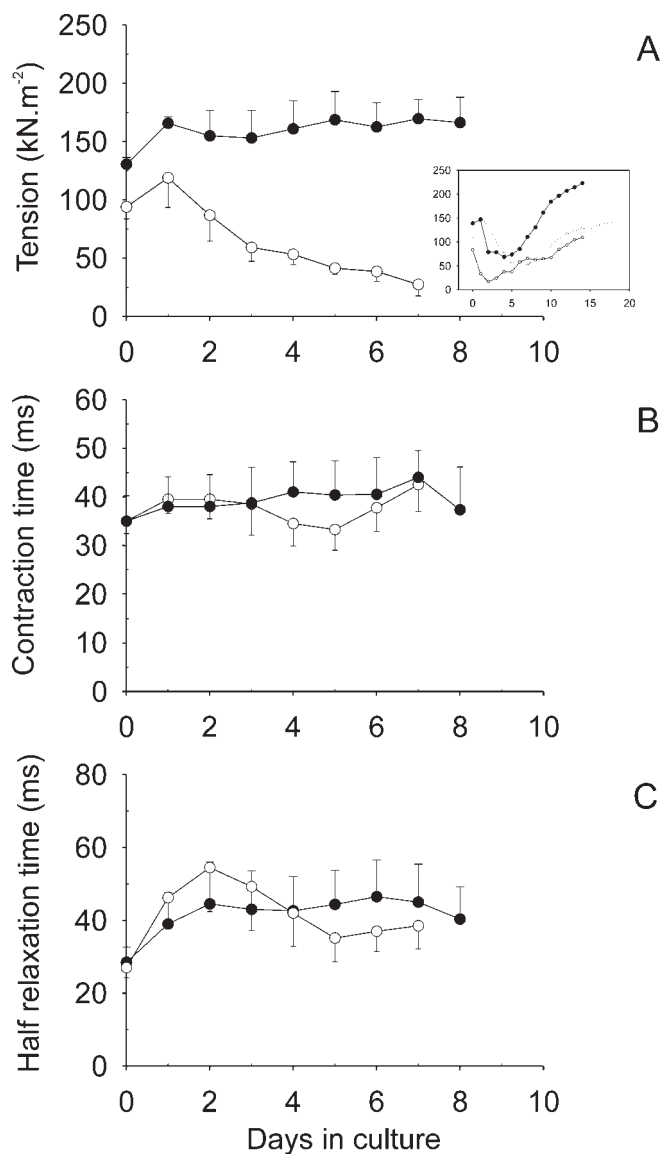 A
Tension (kN.m⁻²)
250
200
150
100
50
0
0 2 4 6 8 10
250
200
150
100
50
0
0 5 10 15 20
B
Contraction time (ms)
60
50
40
30
20
10
0
0 2 4 6 8 10
C
Half relaxation time (ms)
80
60
40
20
0
0 2 4 6 8 10
Days in culture